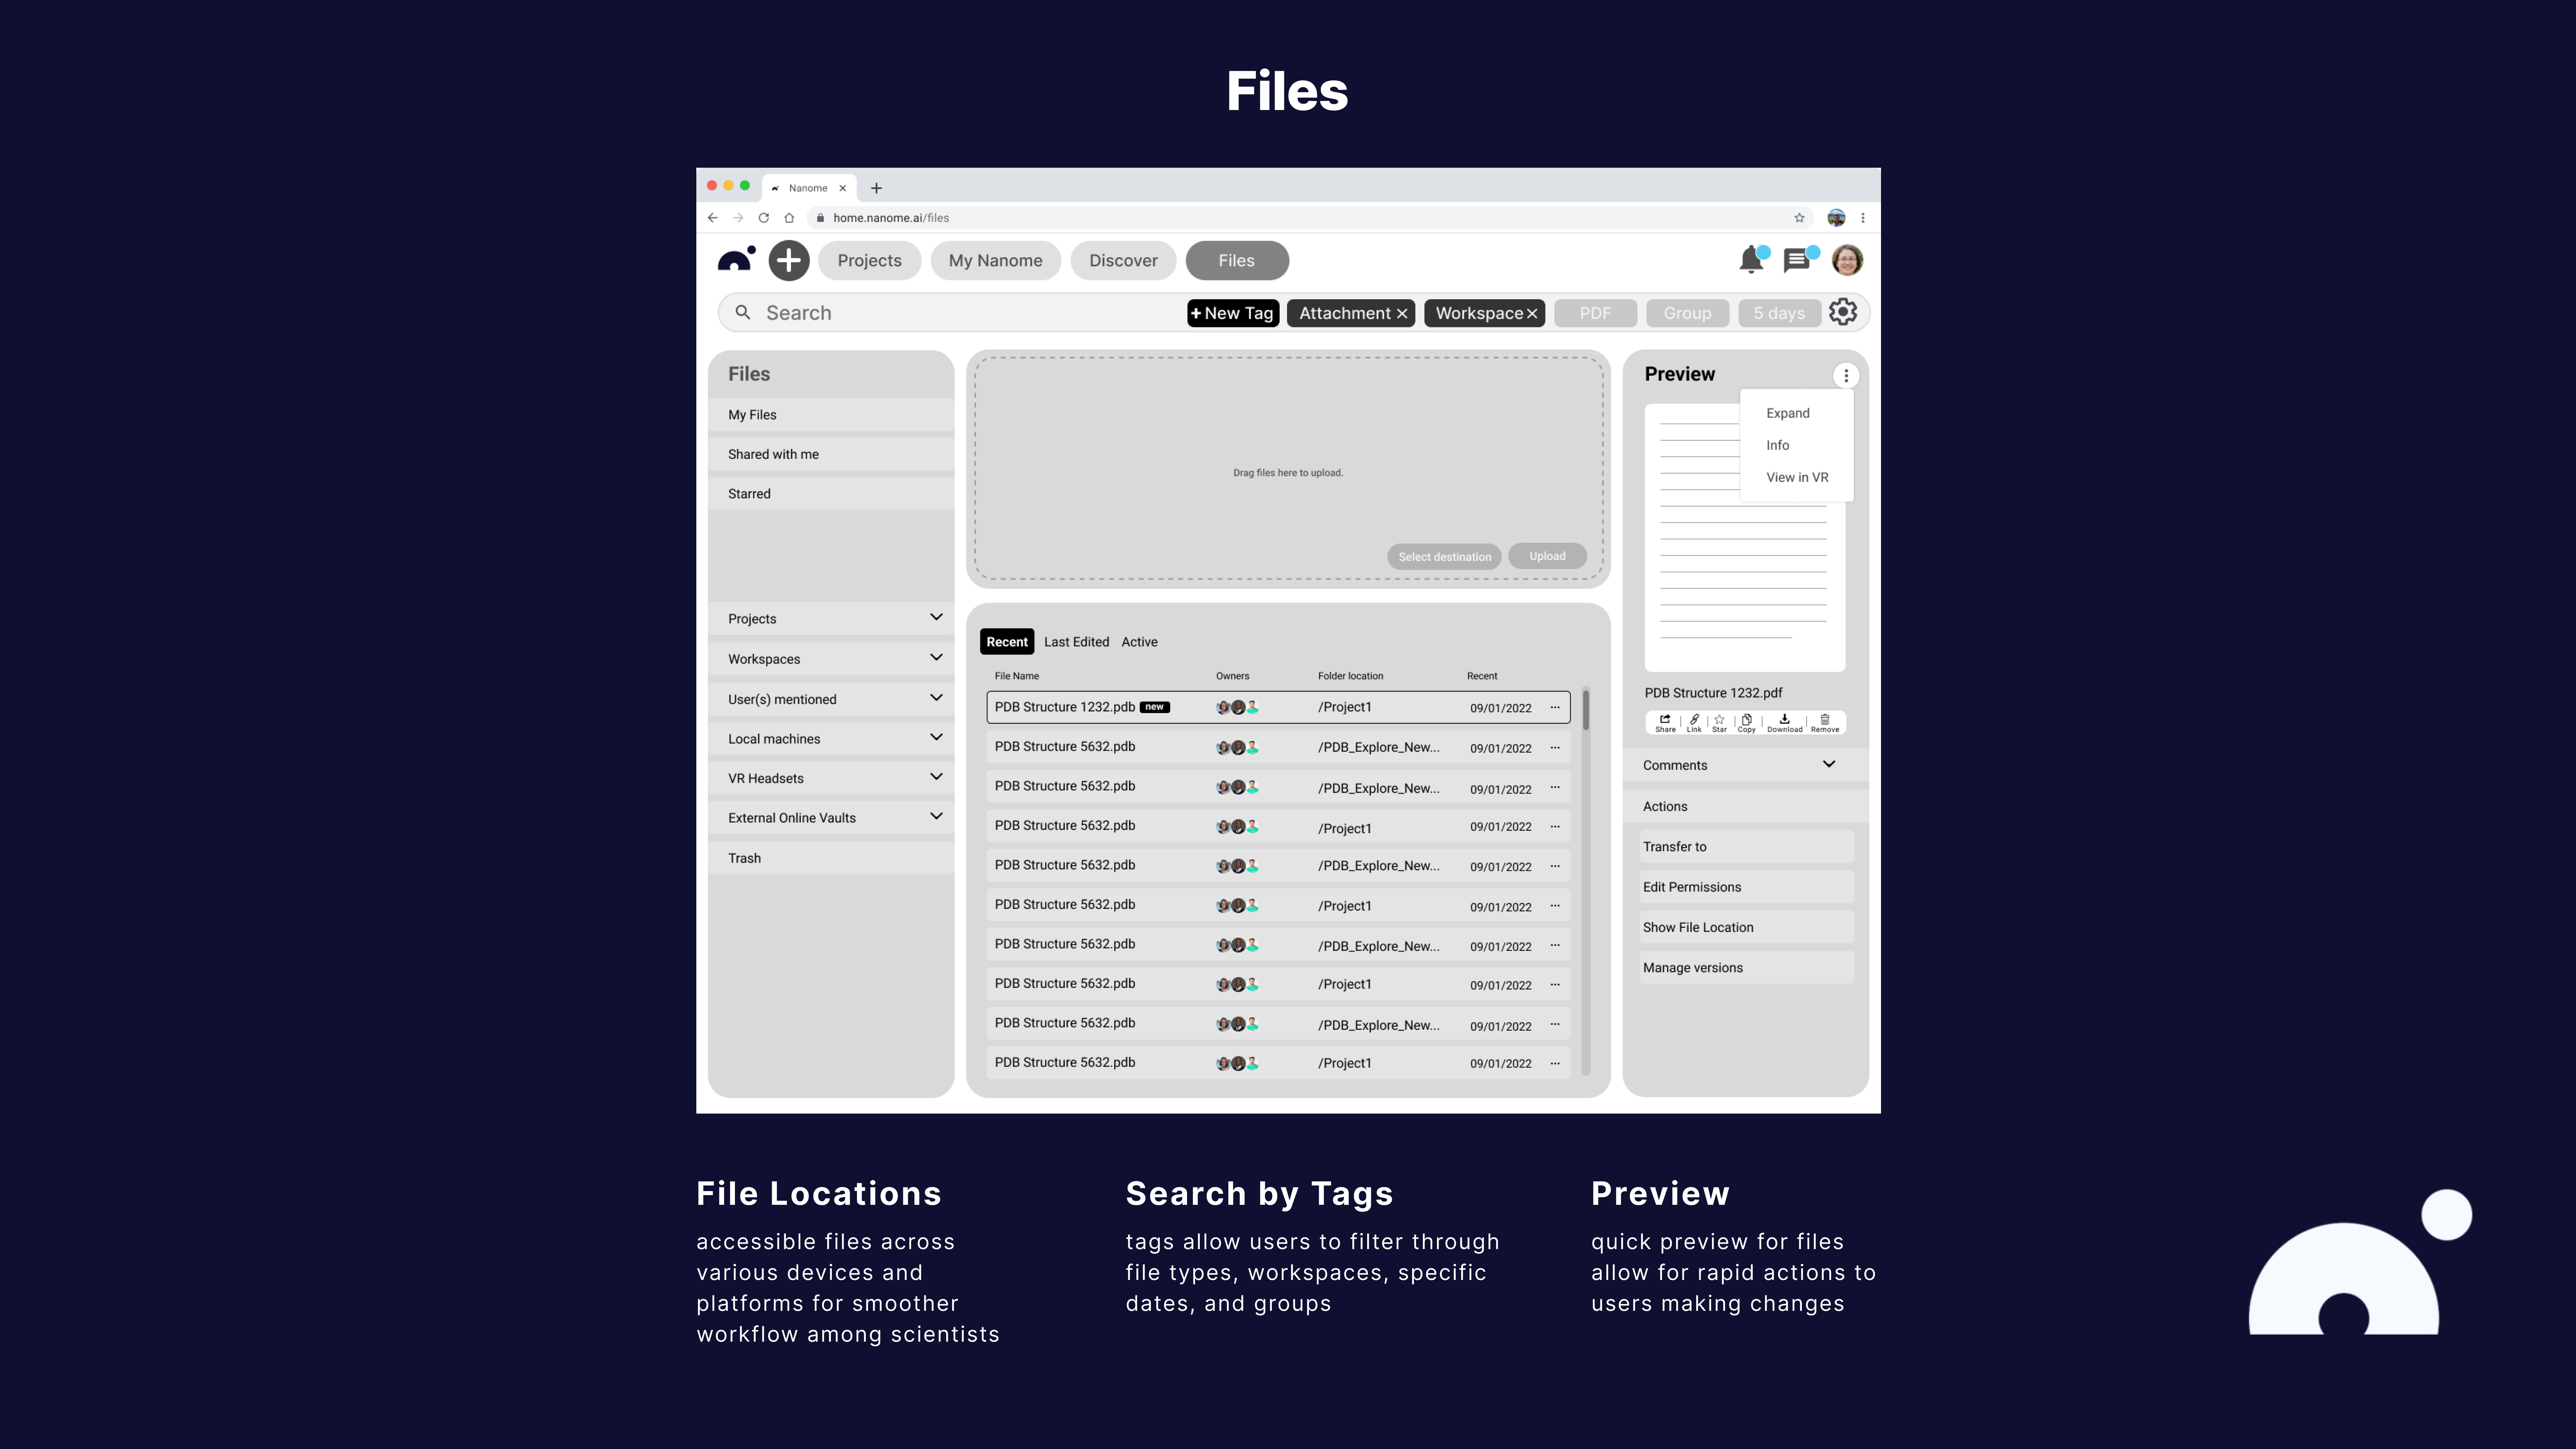 Files
Nanome
home.nanome.ai/files
Projects
My Nanome
Discover
Files
Search
+ New Tag
Attachment
Workspace
PDF
Group
5 days
Files
My Files
Shared with me
Starred
Projects
Workspaces
User(s) mentioned
Local machines
VR Headsets
External Online Vaults
Trash
Drag files here to upload.
Select destination
Upload
Recent Last Edited Active
File Name Owners Folder location Recent
PDB Structure 1232.pdb new /Project1 09/01/2022 ...
PDB Structure 5632.pdb /PDB_Explore_New... 09/01/2022 ...
PDB Structure 5632.pdb /PDB_Explore_New... 09/01/2022 ...
PDB Structure 5632.pdb /Project1 09/01/2022 ...
PDB Structure 5632.pdb /PDB_Explore_New... 09/01/2022 ...
PDB Structure 5632.pdb /Project1 09/01/2022 ...
PDB Structure 5632.pdb /PDB_Explore_New... 09/01/2022 ...
PDB Structure 5632.pdb /Project1 09/01/2022 ...
PDB Structure 5632.pdb /PDB_Explore_New... 09/01/2022 ...
PDB Structure 5632.pdb /Project1 09/01/2022 ...
Preview
Expand
Info
View in VR
PDB Structure 1232.pdf
Share Link Star Copy Download Remove
Comments
Actions
Transfer to
Edit Permissions
Show File Location
Manage versions
File Locations
accessible files across
various devices and
platforms for smoother
workflow among scientists
Search by Tags
tags allow users to filter through
file types, workspaces, specific
dates, and groups
Preview
quick preview for files
allow for rapid actions to
users making changes